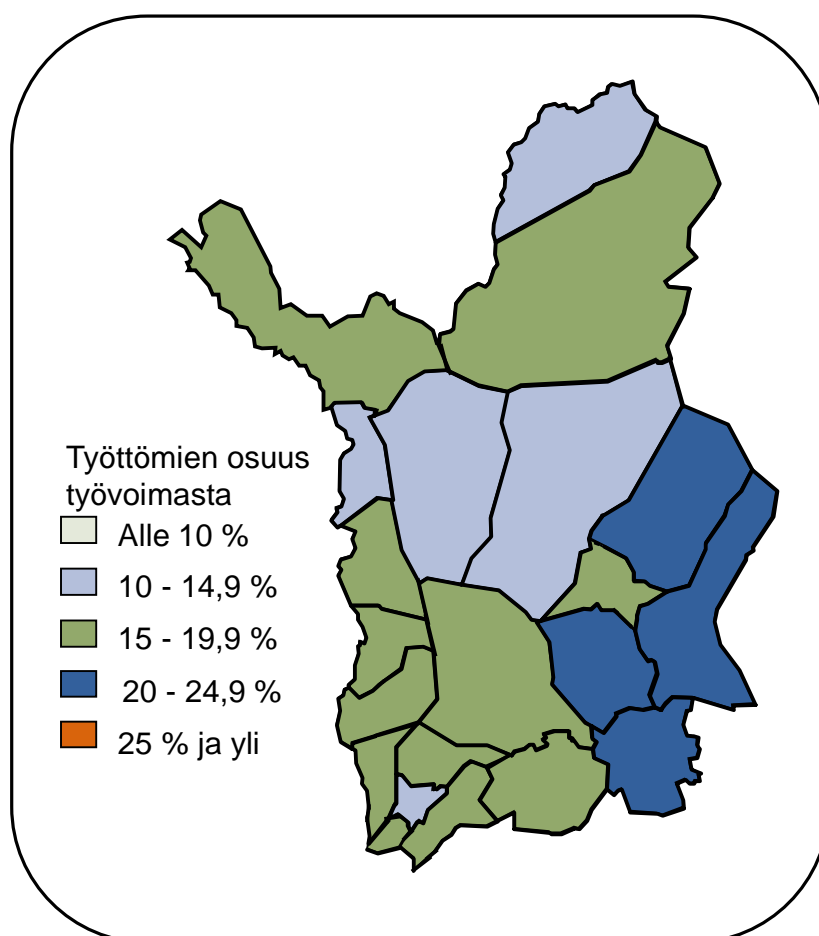 Työttömien osuus
työvoimasta
Alle 10 %
10 - 14,9 %
15 - 19,9 %
20 - 24,9 %
25 % ja yli